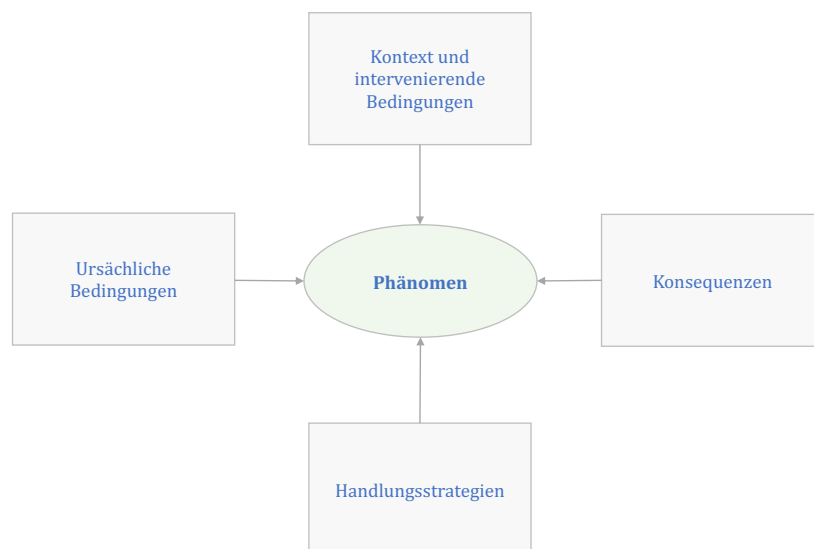 Kontext und
intervenierende
Bedingungen
Ursächliche
Bedingungen
Phänomen
Konsequenzen
Handlungsstrategien